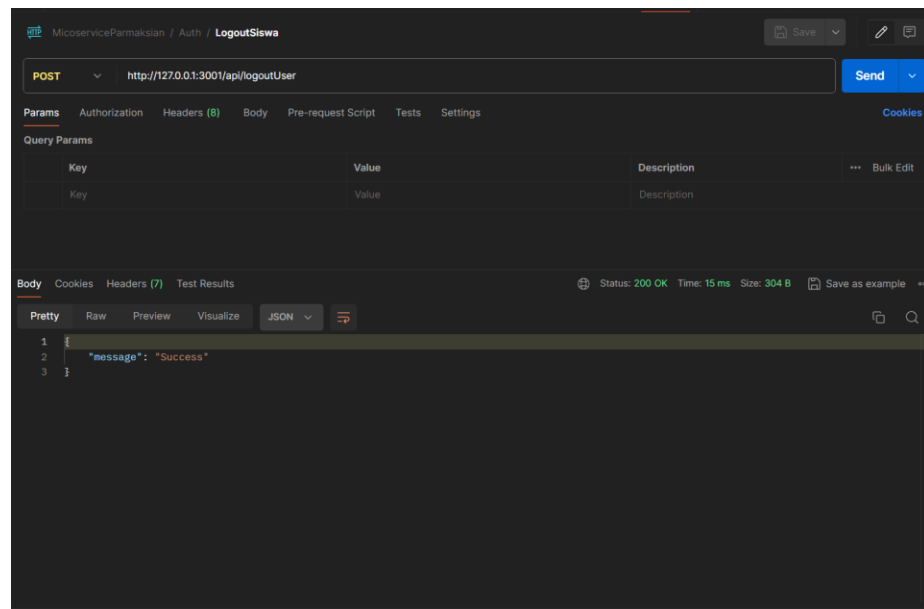 HTTP MicoserviceParmaksian / Auth / LogoutSiswa Save
POST http://127.0.0.1:3001/api/logoutUser Send
Params Authorization Headers (8) Body Pre-request Script Tests Settings Cookies
Query Params
Key Value Description ••• Bulk Edit
Key Value Description
Body Cookies Headers (7) Test Results Status: 200 OK Time: 15 ms Size: 304 B Save as example
Pretty Raw Preview Visualize JSON
1 {
2 "message": "Success"
3 }